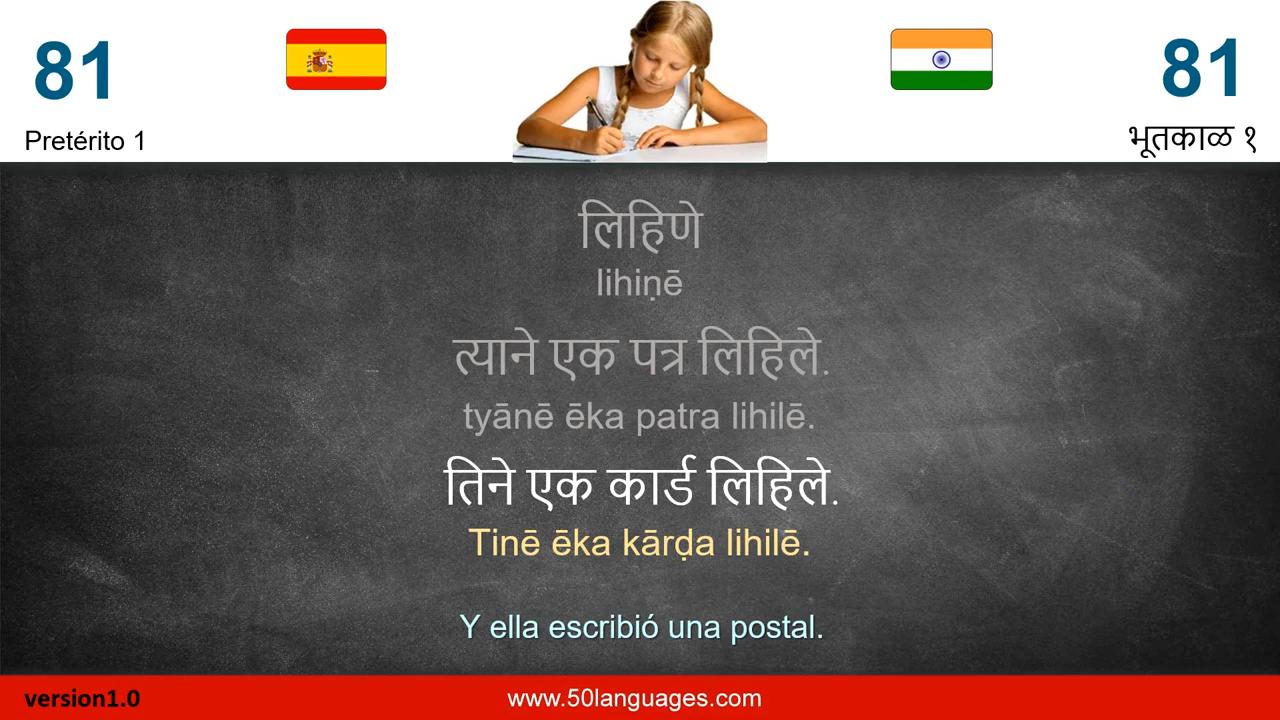 81
81
Pretérito 1
भूतकाळ १
लिहिणे
lihiṇē
त्याने एक पत्र लिहिले.
tyānē ēka patra lihilē.
तिने एक कार्ड लिहिले.
Tinē ēka kārḍa lihilē.
Y ella escribió una postal.
version1.0
www.50languages.com